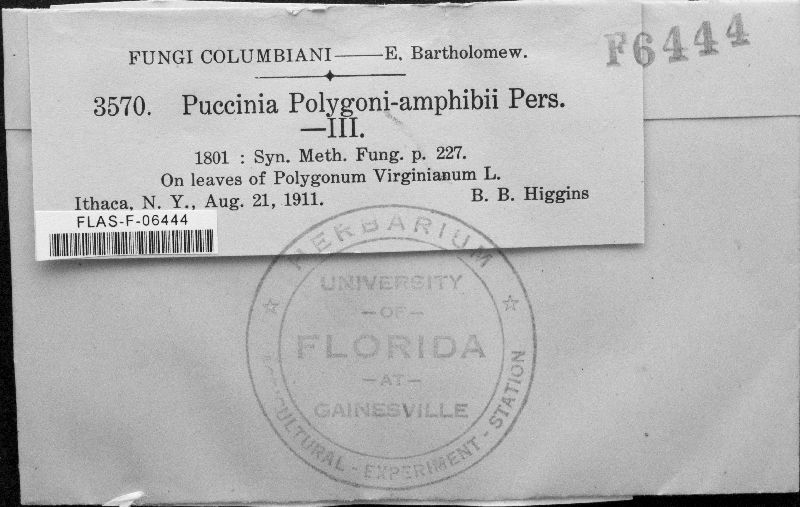 FUNGI COLUMBIANI——E. Bartholomew.
F6444
3570. Puccinia Polygoni-amphibii Pers.
—III.
1801 : Syn. Meth. Fung. p. 227.
On leaves of Polygonum Virginianum L.
Ithaca, N. Y., Aug. 21, 1911. B. B. Higgins
FLAS-F-06444
HERBARIUM
UNIVERSITY
-OF-
FLORIDA
-AT-
GAINESVILLE
EXPERIMENT - STATION